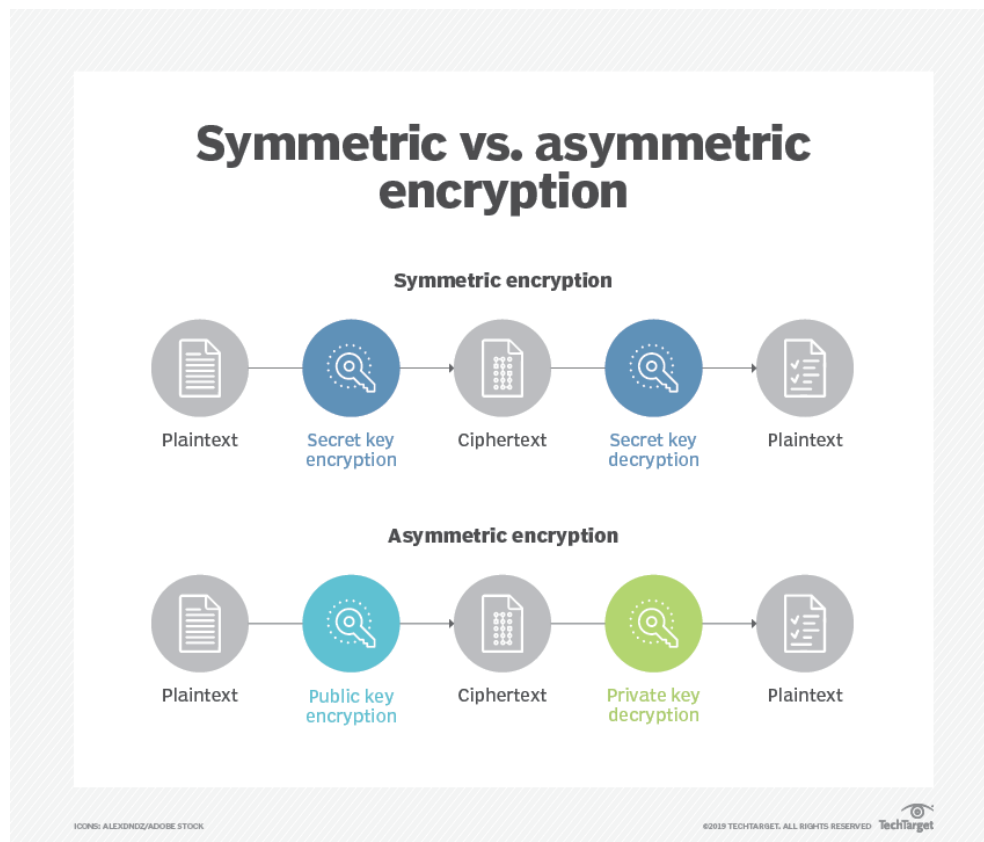 Symmetric vs. asymmetric
encryption
Symmetric encryption
Plaintext
Secret key
encryption
Ciphertext
Secret key
decryption
Plaintext
Asymmetric encryption
Plaintext
Public key
encryption
Ciphertext
Private key
decryption
Plaintext
ICONS: ALEXDNDZ/ADOBE STOCK
©2019 TECHTARGET. ALL RIGHTS RESERVED TechTarget